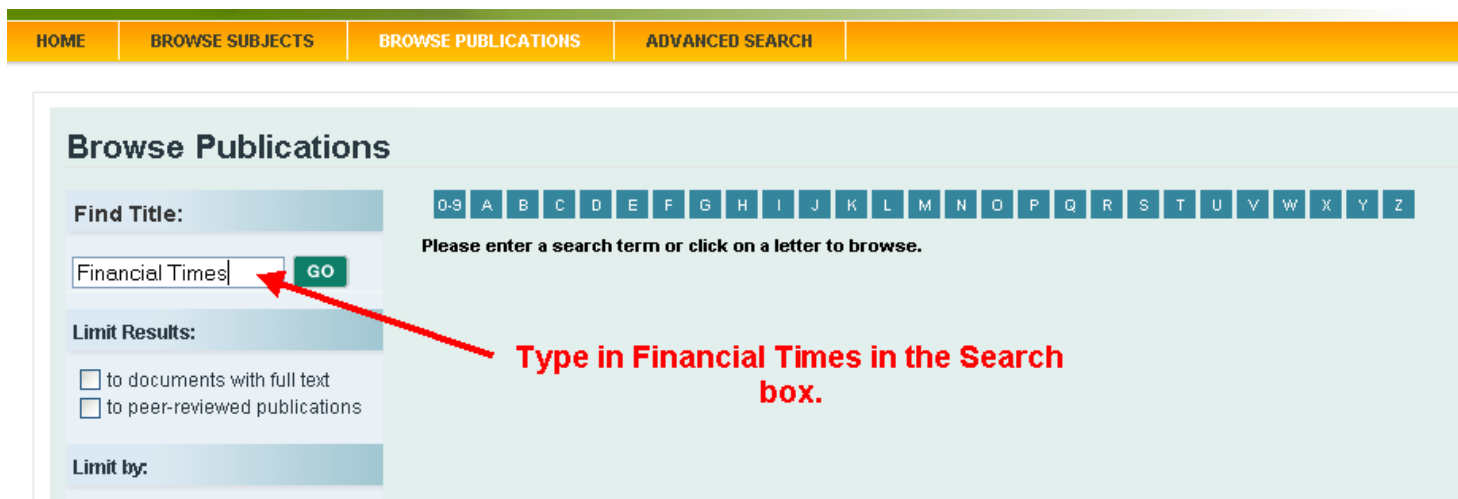 HOME BROWSE SUBJECTS BROWSE PUBLICATIONS ADVANCED SEARCH
Browse Publications
Find Title:
0-9 A B C D E F G H I J K L M N O P Q R S T U V W X Y Z
Please enter a search term or click on a letter to browse.
Financial Times GO
Limit Results:
Type in Financial Times in the Search
box.
to documents with full text
to peer-reviewed publications
Limit by: